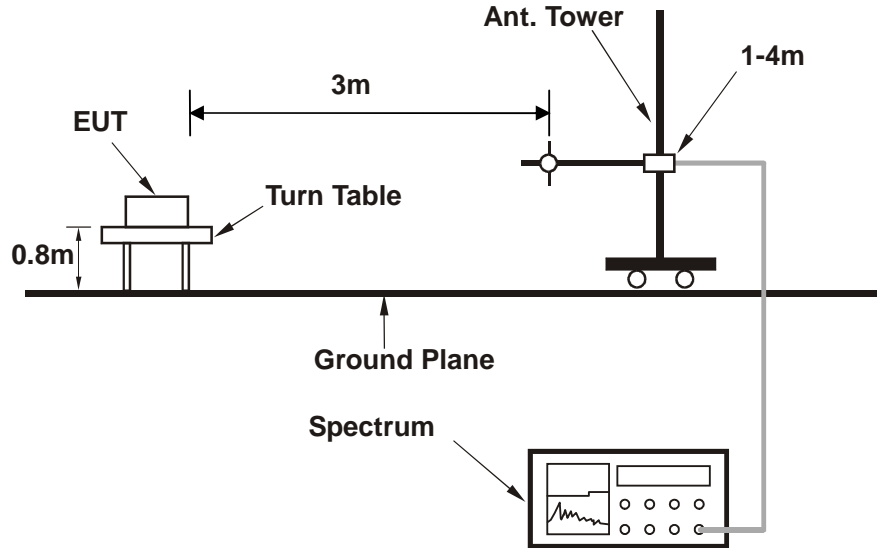 Ant. Tower
1-4m
3m
EUT
Turn Table
0.8m
Ground Plane
Spectrum